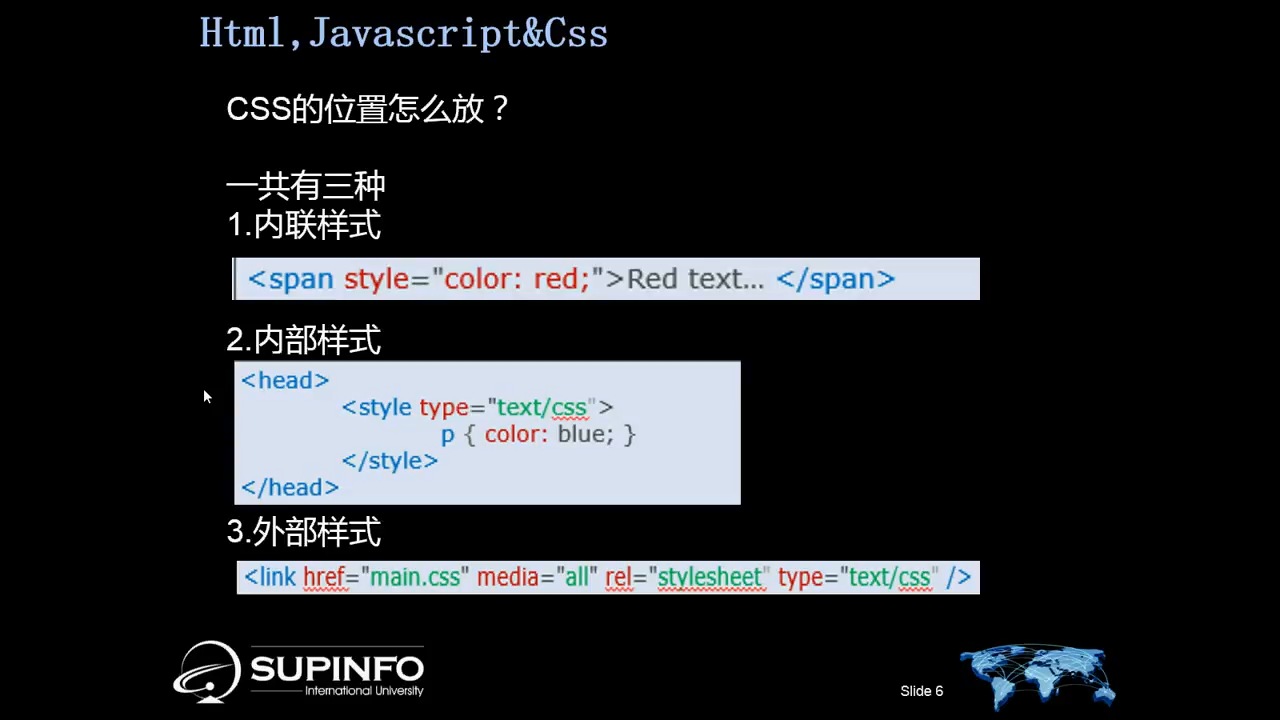 Html,Javascript&Css
CSS的位置怎么放？
一共有三种
1.内联样式
<span style="color: red;">Red text... </span>
2.内部样式
<head>
<style type="text/css">
p { color: blue; }
</style>
</head>
3.外部样式
<link href="main.css" media="all" rel="stylesheet" type="text/css" />
SUPINFO
International University
Slide 6